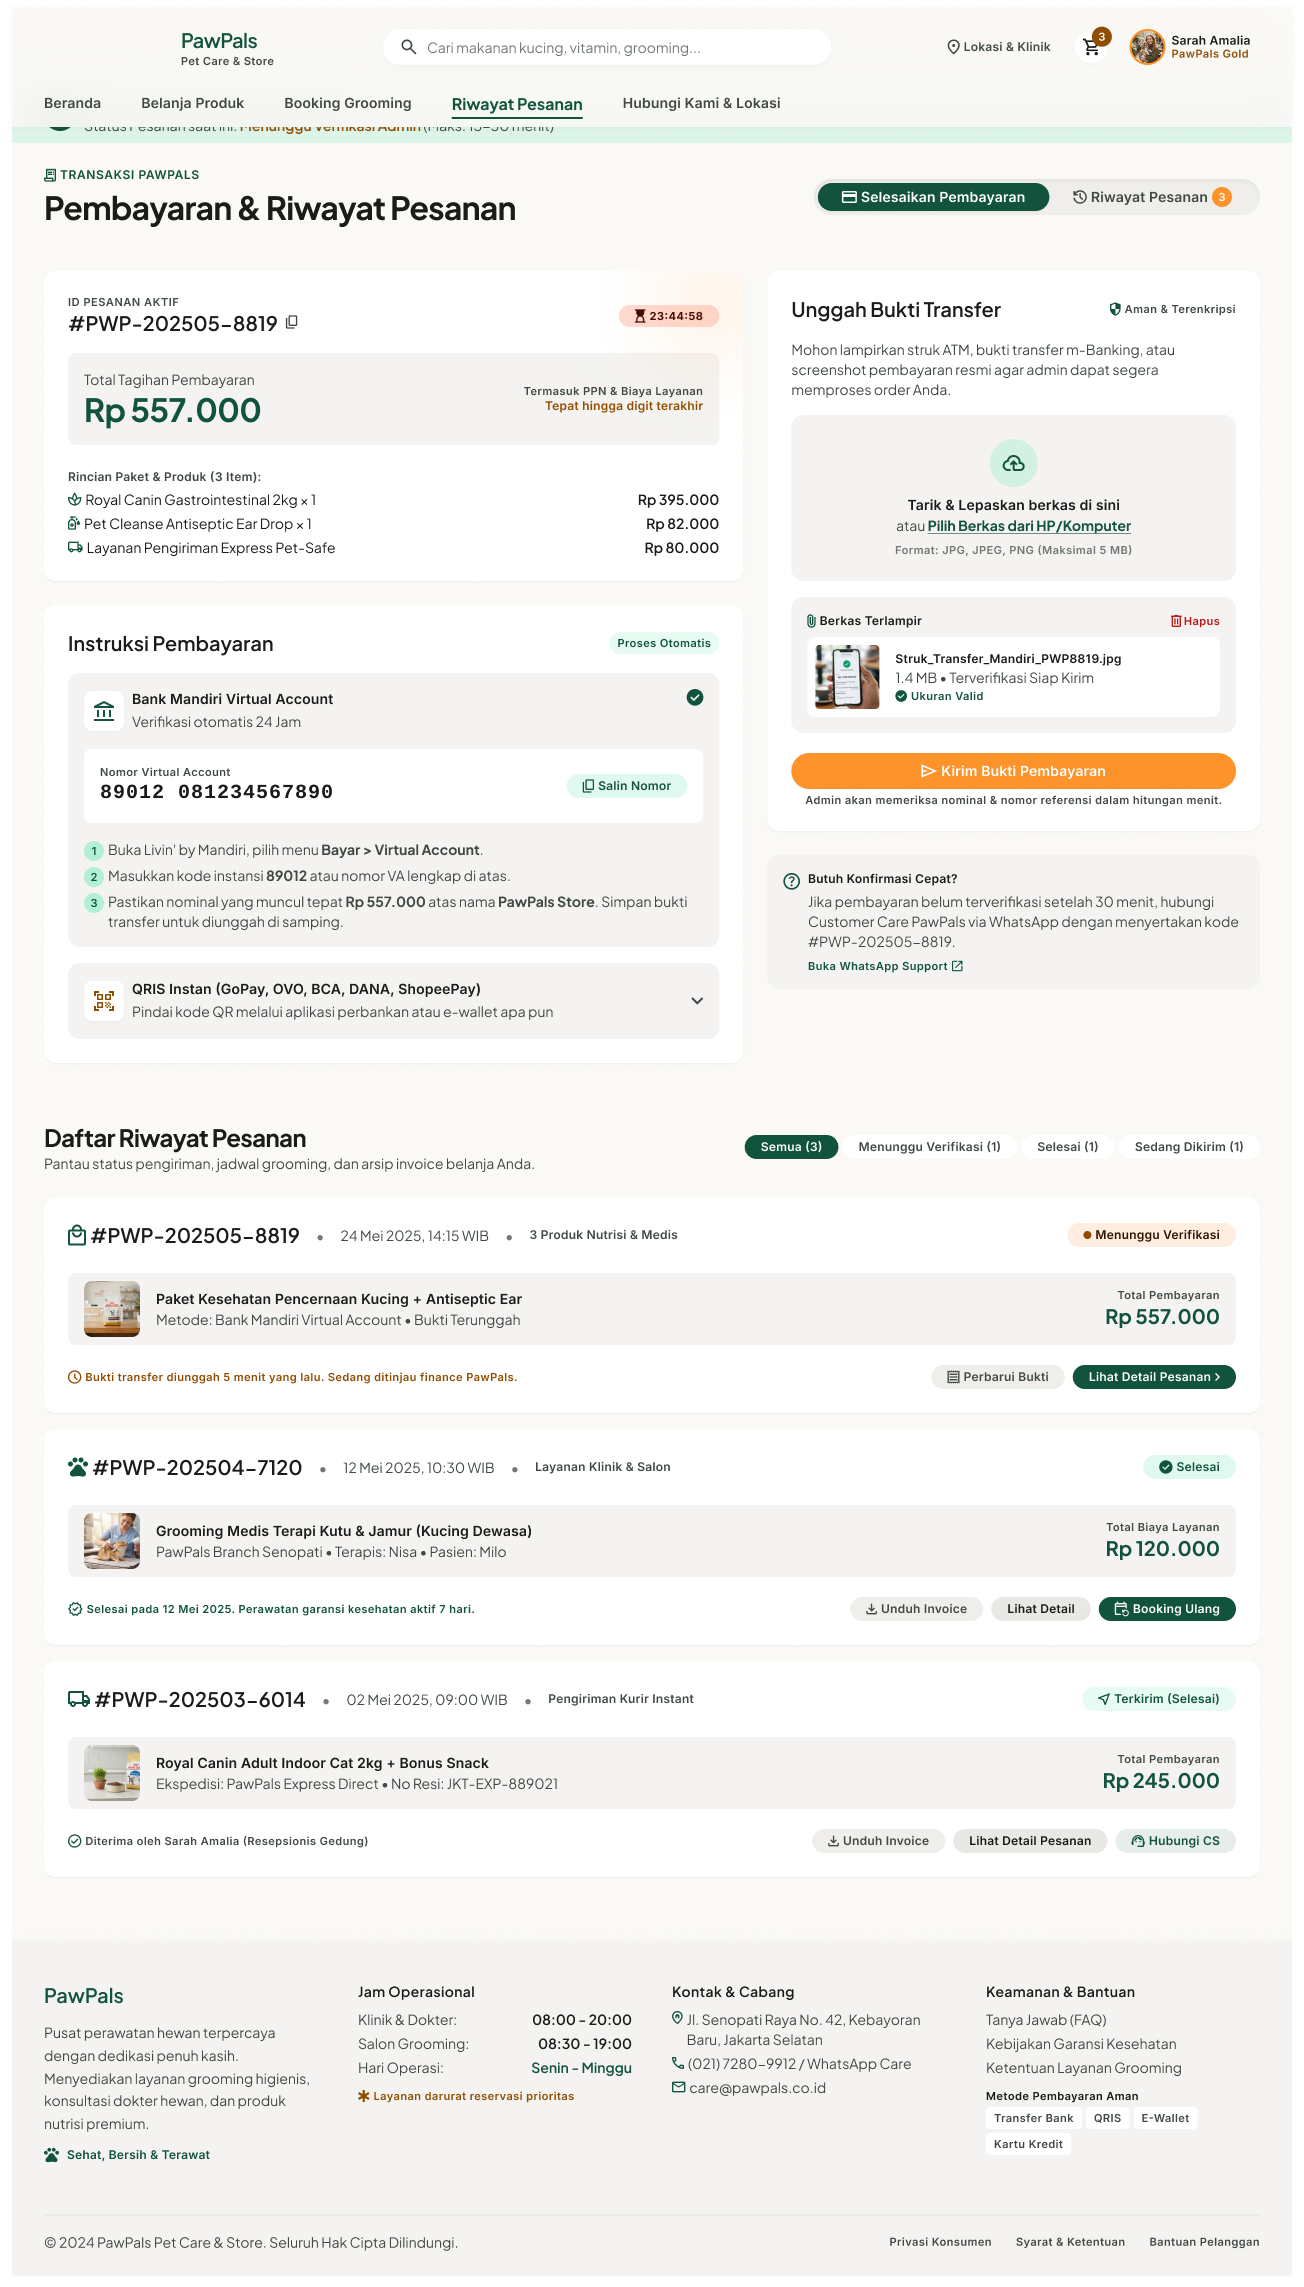 PawPals
Pet Care & Store
Cari makanan kucing, vitamin, grooming...
Lokasi & Klinik
3
Sarah Amalia
PawPals Gold
Beranda
Belanja Produk
Booking Grooming
Riwayat Pesanan
Hubungi Kami & Lokasi
Status Pesanan saat ini: Menunggu Verifikasi Admin (Maks. 15–30 menit)
TRANSAKSI PAWPALS
Pembayaran & Riwayat Pesanan
Selesaikan Pembayaran
Riwayat Pesanan 3
ID PESANAN AKTIF
#PWP-202505-8819
23:44:58
Total Tagihan Pembayaran
Rp 557.000
Termasuk PPN & Biaya Layanan
Tepat hingga digit terakhir
Rincian Paket & Produk (3 Item):
Royal Canin Gastrointestinal 2kg × 1 Rp 395.000
Pet Cleanse Antiseptic Ear Drop × 1 Rp 82.000
Layanan Pengiriman Express Pet-Safe Rp 80.000
Instruksi Pembayaran
Proses Otomatis
Bank Mandiri Virtual Account
Verifikasi otomatis 24 Jam
Nomor Virtual Account
89012 081234567890
Salin Nomor
1 Buka Livin' by Mandiri, pilih menu Bayar > Virtual Account.
2 Masukkan kode instansi 89012 atau nomor VA lengkap di atas.
3 Pastikan nominal yang muncul tepat Rp 557.000 atas nama PawPals Store. Simpan bukti
transfer untuk diunggah di samping.
QRIS Instan (GoPay, OVO, BCA, DANA, ShopeePay)
Pindai kode QR melalui aplikasi perbankan atau e-wallet apa pun
Unggah Bukti Transfer
Aman & Terenkripsi
Mohon lampirkan struk ATM, bukti transfer m-Banking, atau
screenshot pembayaran resmi agar admin dapat segera
memproses order Anda.
Tarik & Lepaskan berkas di sini
atau Pilih Berkas dari HP/Komputer
Format: JPG, JPEG, PNG (Maksimal 5 MB)
Berkas Terlampir
Hapus
Struk_Transfer_Mandiri_PWP8819.jpg
1.4 MB • Terverifikasi Siap Kirim
Ukuran Valid
Kirim Bukti Pembayaran
Admin akan memeriksa nominal & nomor referensi dalam hitungan menit.
Butuh Konfirmasi Cepat?
Jika pembayaran belum terverifikasi setelah 30 menit, hubungi
Customer Care PawPals via WhatsApp dengan menyertakan kode
#PWP-202505-8819.
Buka WhatsApp Support
Daftar Riwayat Pesanan
Pantau status pengiriman, jadwal grooming, dan arsip invoice belanja Anda.
Semua (3)
Menunggu Verifikasi (1)
Selesai (1)
Sedang Dikirim (1)
#PWP-202505-8819 • 24 Mei 2025, 14:15 WIB • 3 Produk Nutrisi & Medis
Menunggu Verifikasi
Paket Kesehatan Pencernaan Kucing + Antiseptic Ear
Metode: Bank Mandiri Virtual Account • Bukti Terunggah
Total Pembayaran
Rp 557.000
Bukti transfer diunggah 5 menit yang lalu. Sedang ditinjau finance PawPals.
Perbarui Bukti
Lihat Detail Pesanan
#PWP-202504-7120 • 12 Mei 2025, 10:30 WIB • Layanan Klinik & Salon
Selesai
Grooming Medis Terapi Kutu & Jamur (Kucing Dewasa)
PawPals Branch Senopati • Terapis: Nisa • Pasien: Milo
Total Biaya Layanan
Rp 120.000
Selesai pada 12 Mei 2025. Perawatan garansi kesehatan aktif 7 hari.
Unduh Invoice
Lihat Detail
Booking Ulang
#PWP-202503-6014 • 02 Mei 2025, 09:00 WIB • Pengiriman Kurir Instant
Terkirim (Selesai)
Royal Canin Adult Indoor Cat 2kg + Bonus Snack
Ekspedisi: PawPals Express Direct • No Resi: JKT-EXP-889021
Total Pembayaran
Rp 245.000
Diterima oleh Sarah Amalia (Resepsionis Gedung)
Unduh Invoice
Lihat Detail Pesanan
Hubungi CS
PawPals
Pusat perawatan hewan terpercaya
dengan dedikasi penuh kasih.
Menyediakan layanan grooming higienis,
konsultasi dokter hewan, dan produk
nutrisi premium.
Sehat, Bersih & Terawat
Jam Operasional
Klinik & Dokter: 08:00 - 20:00
Salon Grooming: 08:30 - 19:00
Hari Operasi: Senin - Minggu
Layanan darurat reservasi prioritas
Kontak & Cabang
Jl. Senopati Raya No. 42, Kebayoran
Baru, Jakarta Selatan
(021) 7280-9912 / WhatsApp Care
care@pawpals.co.id
Keamanan & Bantuan
Tanya Jawab (FAQ)
Kebijakan Garansi Kesehatan
Ketentuan Layanan Grooming
Metode Pembayaran Aman
Transfer Bank
QRIS
E-Wallet
Kartu Kredit
© 2024 PawPals Pet Care & Store. Seluruh Hak Cipta Dilindungi.
Privasi Konsumen
Syarat & Ketentuan
Bantuan Pelanggan